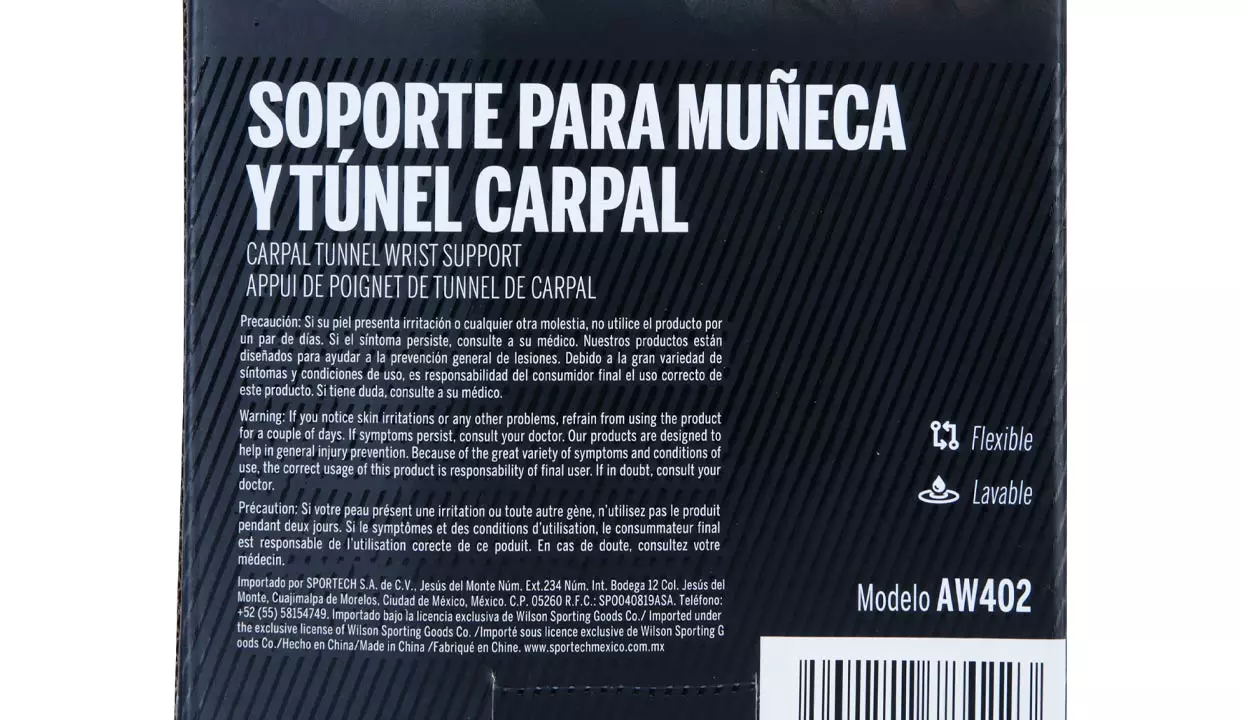 SOPORTE PARA MUÑECA
Y TÚNEL CARPAL
CARPAL TUNNEL WRIST SUPPORT
APPUI DE POIGNET DE TUNNEL DE CARPAL
Precaución: Si su piel presenta irritación o cualquier otra molestia, no utilice el producto por
un par de días. Si el síntoma persiste, consulte a su médico. Nuestros productos están
diseñados para ayudar a la prevención general de lesiones. Debido a la gran variedad de
síntomas y condiciones de uso, es responsabilidad del consumidor final el uso correcto de
este producto. Si tiene duda, consulte a su médico.
Warning: If you notice skin irritations or any other problems, refrain from using the product
for a couple of days. If symptoms persist, consult your doctor. Our products are designed to
help in general injury prevention. Because of the great variety of symptoms and conditions of
use, the correct usage of this product is responsability of final user. If in doubt, consult your
doctor.
Précaution: Si votre peau présent une irritation ou toute autre gène, n'utilisez pas le produit
pendant deux jours. Si le symptômes et des conditions d'utilisation, le consummateur final
est responsable de l'utilisation corecte de ce poduit. En cas de doute, consultez votre
médecin.
Importado por SPORTECH S.A. de C.V., Jesús del Monte Núm. Ext.234 Núm. Int. Bodega 12 Col. Jesús del
Monte, Cuajimalpa de Morelos, Ciudad de México, México. C.P. 05260 R.F.C.: SPO040819ASA. Teléfono:
+52 (55) 58154749. Importado bajo la licencia exclusiva de Wilson Sporting Goods Co./ Imported under
the exclusive license of Wilson Sporting Goods Co. /Importé sous licence exclusive de Wilson Sporting G
oods Co./Hecho en China/Made in China /Fabriqué en Chine. www.sportechmexico.com.mx
Flexible
Lavable
Modelo AW402